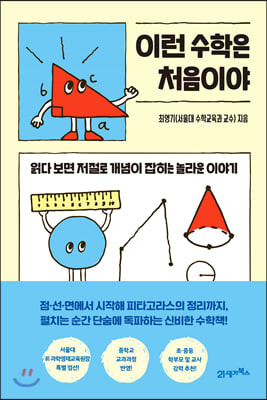 이런 수학은
처음이야
최영기(서울대 수학교육과 교수) 지음
b
c
a
읽다 보면 저절로 개념이 잡히는 놀라운 이야기
점·선·면에서 시작해 피타고라스의 정리까지,
펼치는 순간 단숨에 독파하는 신비한 수학책!
서울대
前 과학영재교육원장
특별 엄선!
중학교
교과과정
반영!
초·중등
학부모 및 교사
강력 추천!
21세기북스